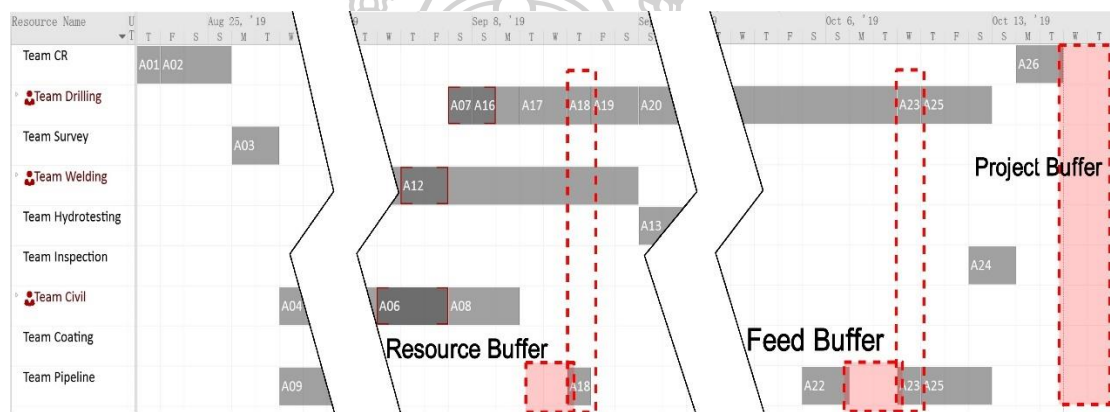 Resource Name U Aug 25, '19 9 Sep 8, '19 Se 9 Oct 6, '19 Oct 13, '19
T T F S S M T W T W T F S S M T W T F S S T F S S M T W T F S S M T W T
Team CR A01 A02 A26
Team Drilling A07 A16 A17 A18 A19 A20 A23 A25
Team Survey A03
Team Welding A12 Project Buffer
Team Hydrotesting A13
Team Inspection A24
Team Civil A04 A06 A08
Team Coating Resource Buffer Feed Buffer
Team Pipeline A09 A18 A22 A23 A25